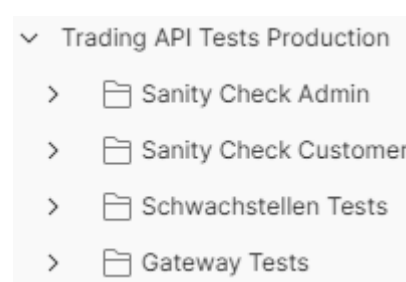 Trading API Tests Production
Sanity Check Admin
Sanity Check Customer
Schwachstellen Tests
Gateway Tests